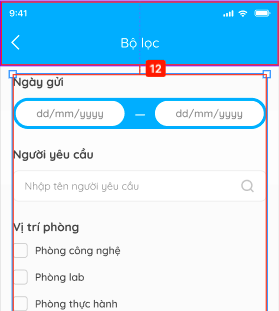 9:41
Bộ lọc
12
Ngày gửi
dd/mm/yyyy — dd/mm/yyyy
Người yêu cầu
Nhập tên người yêu cầu
Vị trí phòng
Phòng công nghệ
Phòng lab
Phòng thực hành